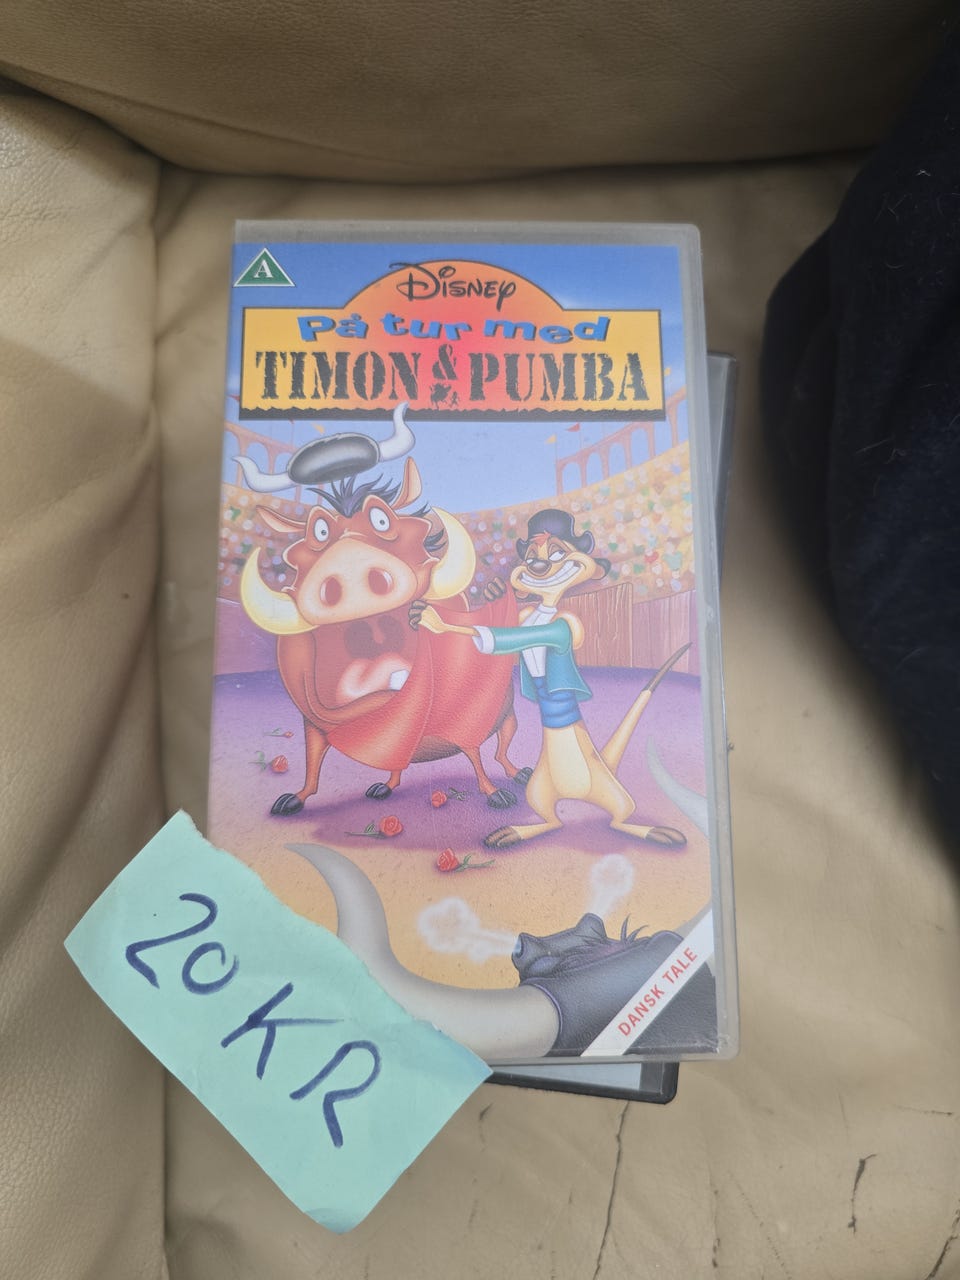 A
Disney
På tur med
TIMON & PUMBA
DANSK TALE
20 KR